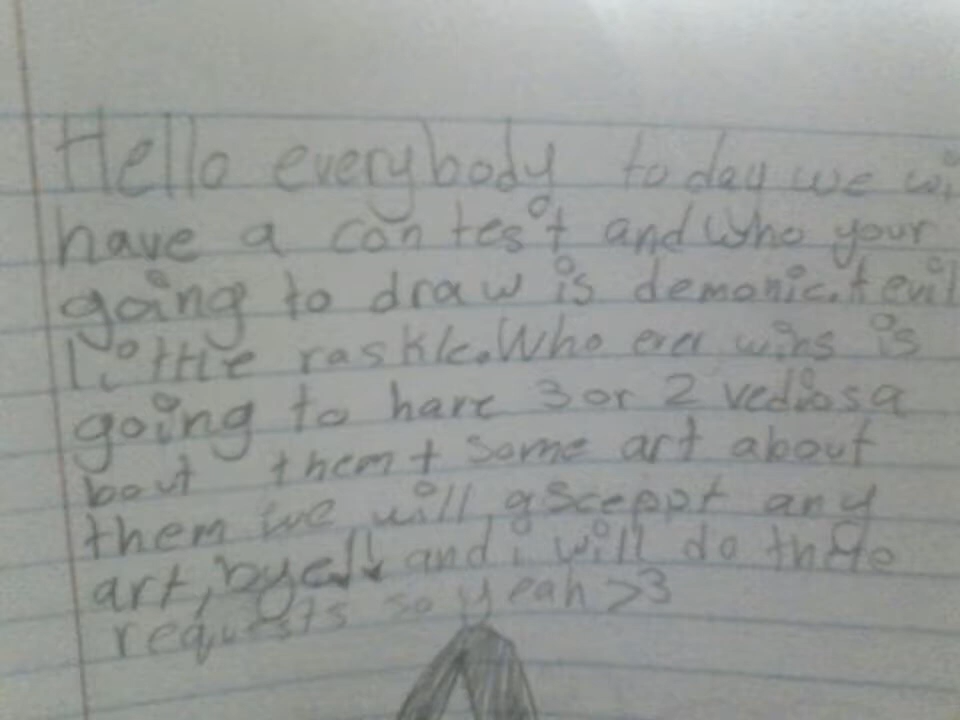 Hello everybody today we wi
have a contest and who your
going to draw is demonic.t evil
little raskle. Who ever wins is
going to have 3 or 2 vedios a
bout them + some art about
them we will asceppt any
art, bye!! and i will do
requests so yeah >3